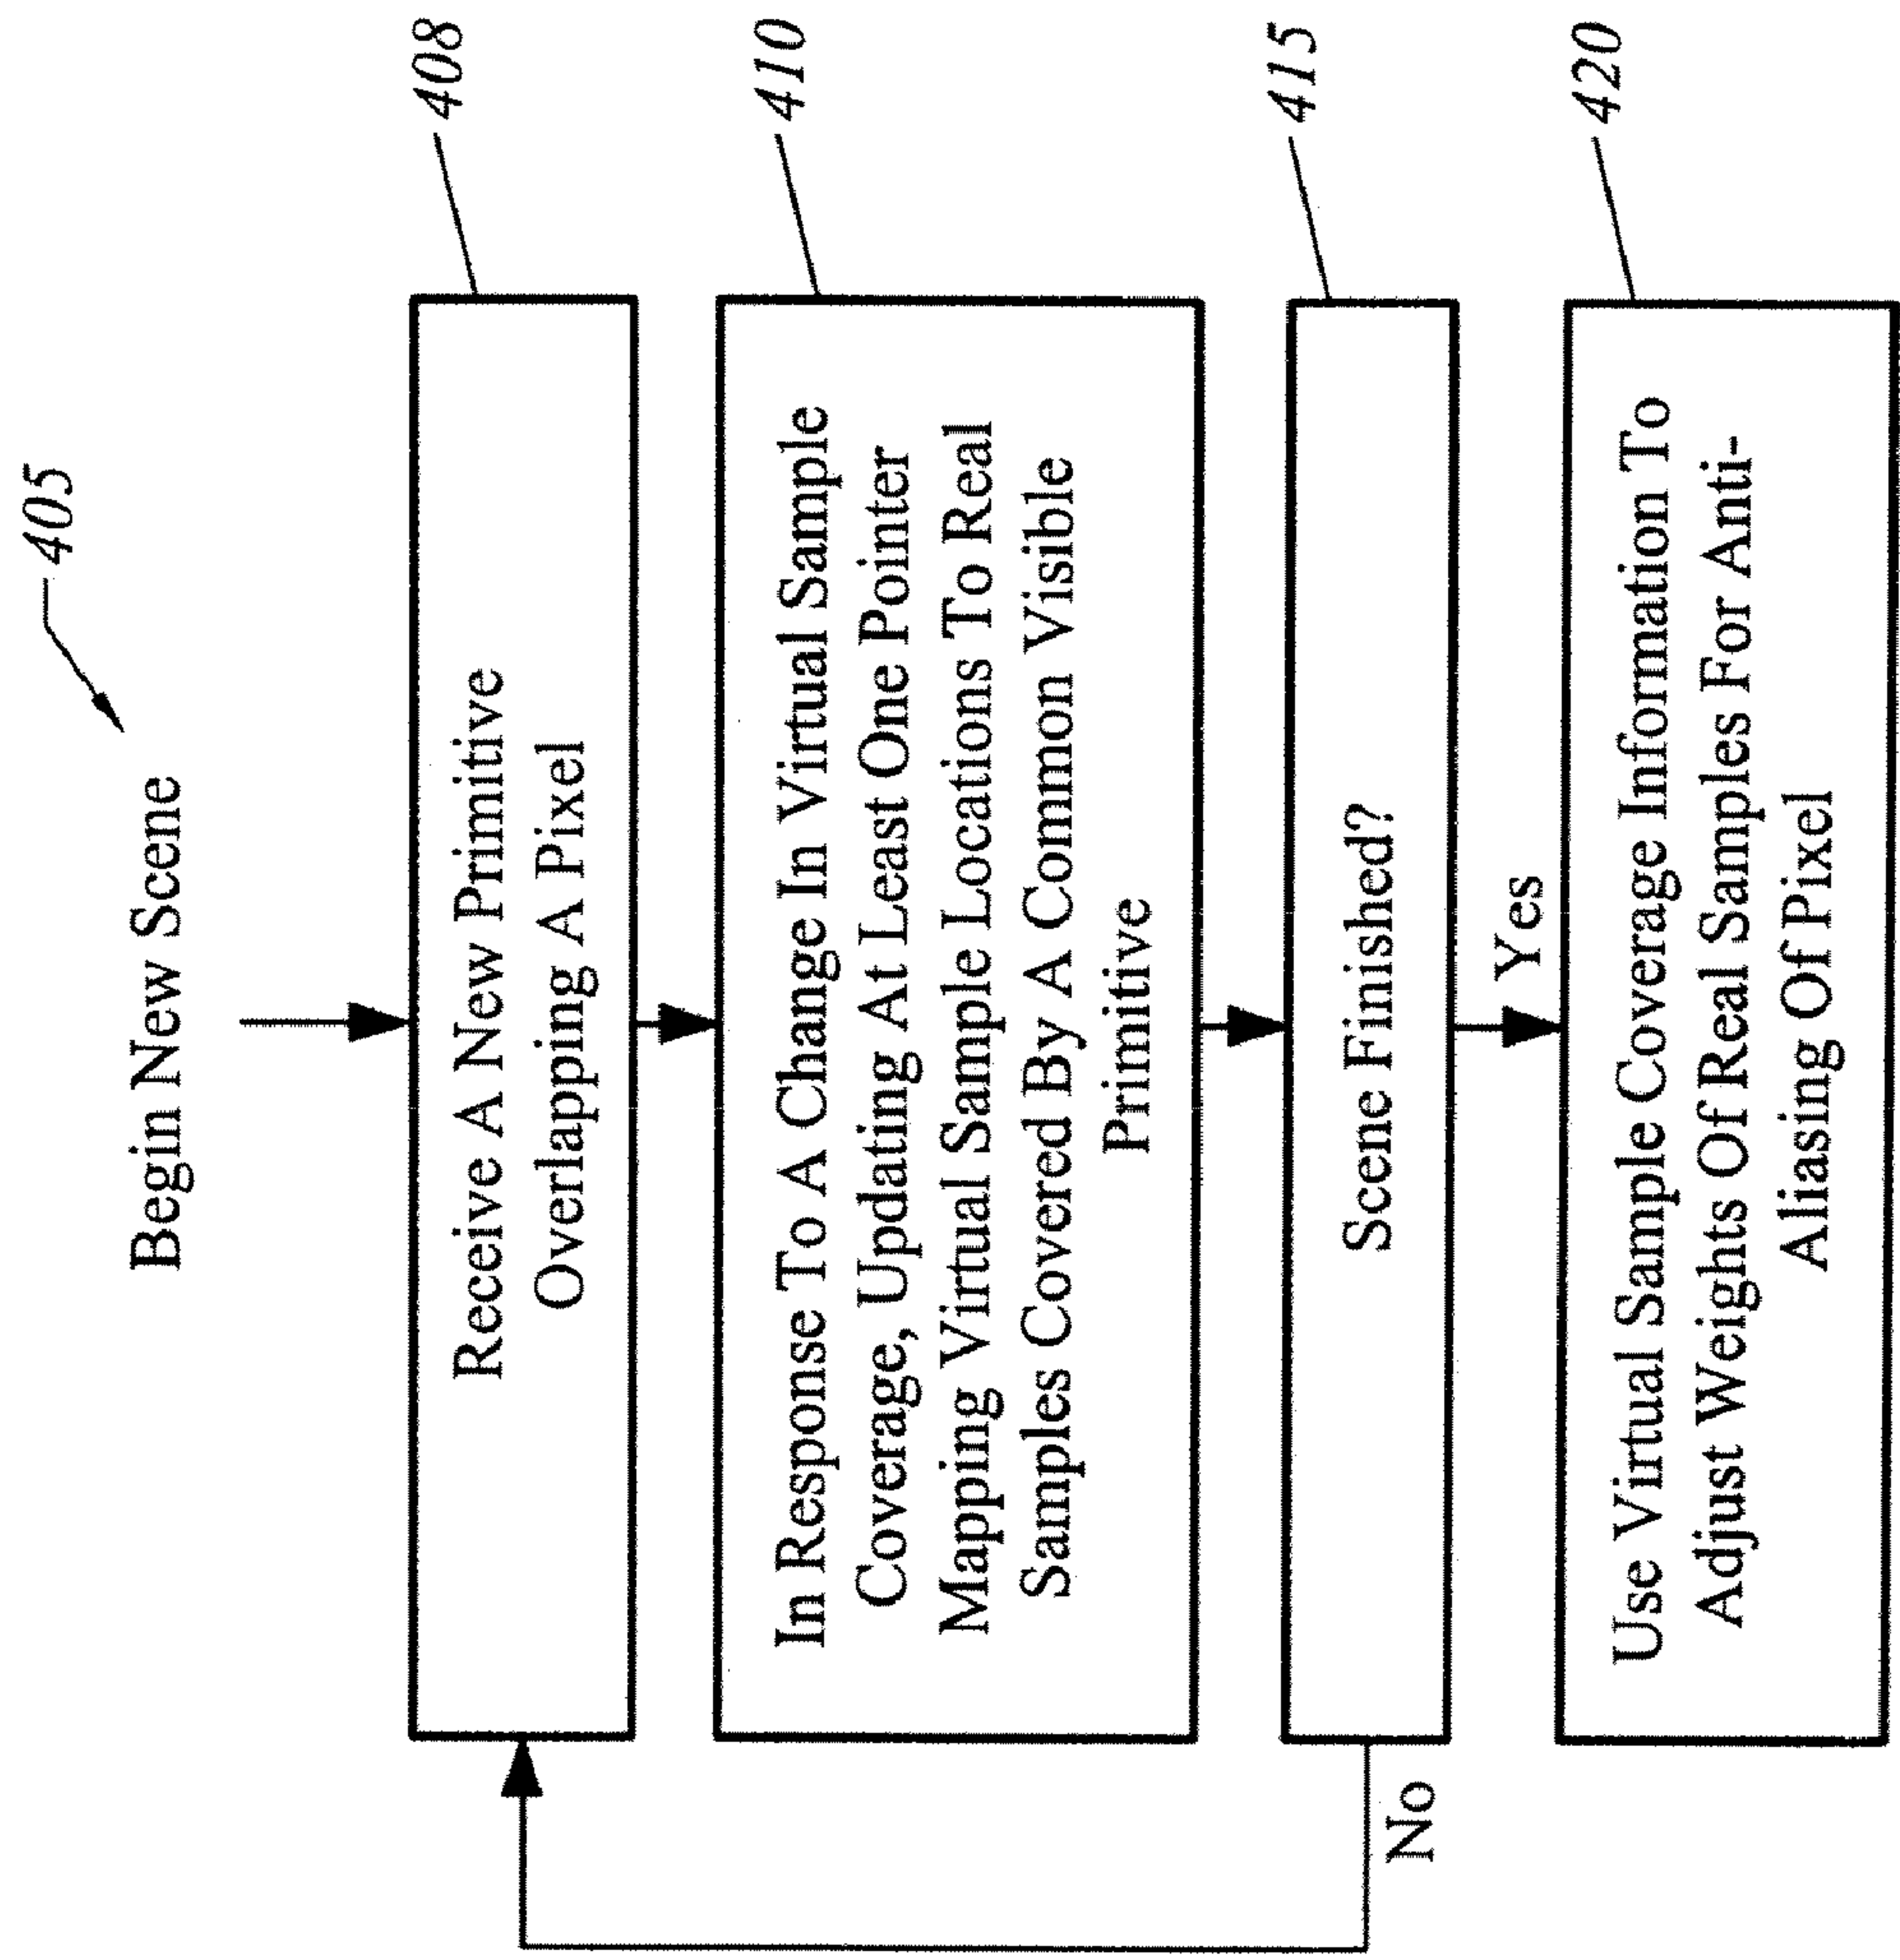 405
Begin New Scene
408
Receive A New Primitive
Overlapping A Pixel
410
In Response To A Change In Virtual Sample
Coverage, Updating At Least One Pointer
Mapping Virtual Sample Locations To Real
Samples Covered By A Common Visible
Primitive
415
Scene Finished?
No
Yes
420
Use Virtual Sample Coverage Information To
Adjust Weights Of Real Samples For Anti-
Aliasing Of Pixel